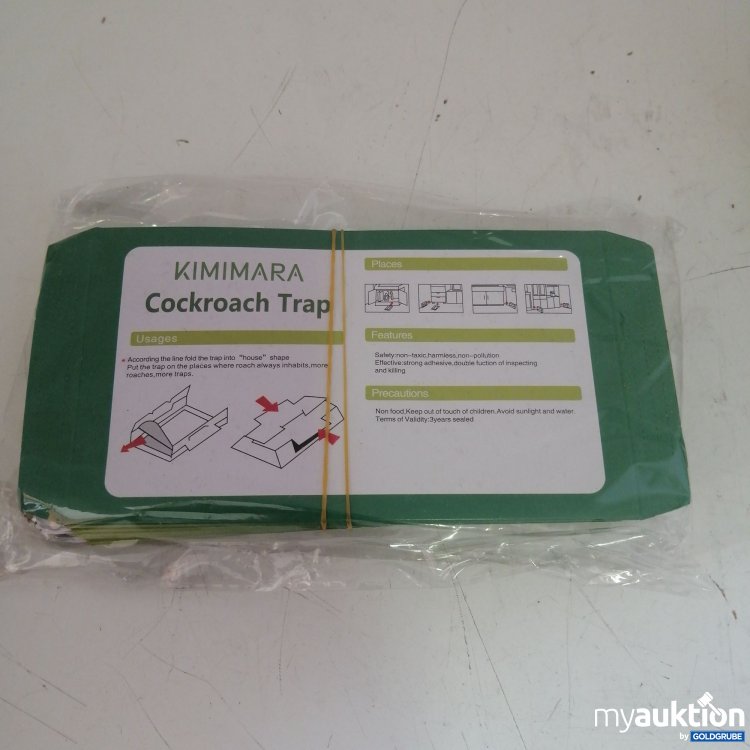 KIMIMARA
Cockroach Trap
Usages
According the line fold the trap into "house" shape
Put the trap on the places where roach always inhabits,more
roaches,more traps.
Places
Features
Safety:non-taxic,harmless,non-pollution
Effective:strong adhesive,double fuction of inspecting
and killing
Precautions
Non food,Keep out of touch of children.Avoid sunlight and water
Terms of Validity:3years sealed
myauktion
by GOLDGRUBE